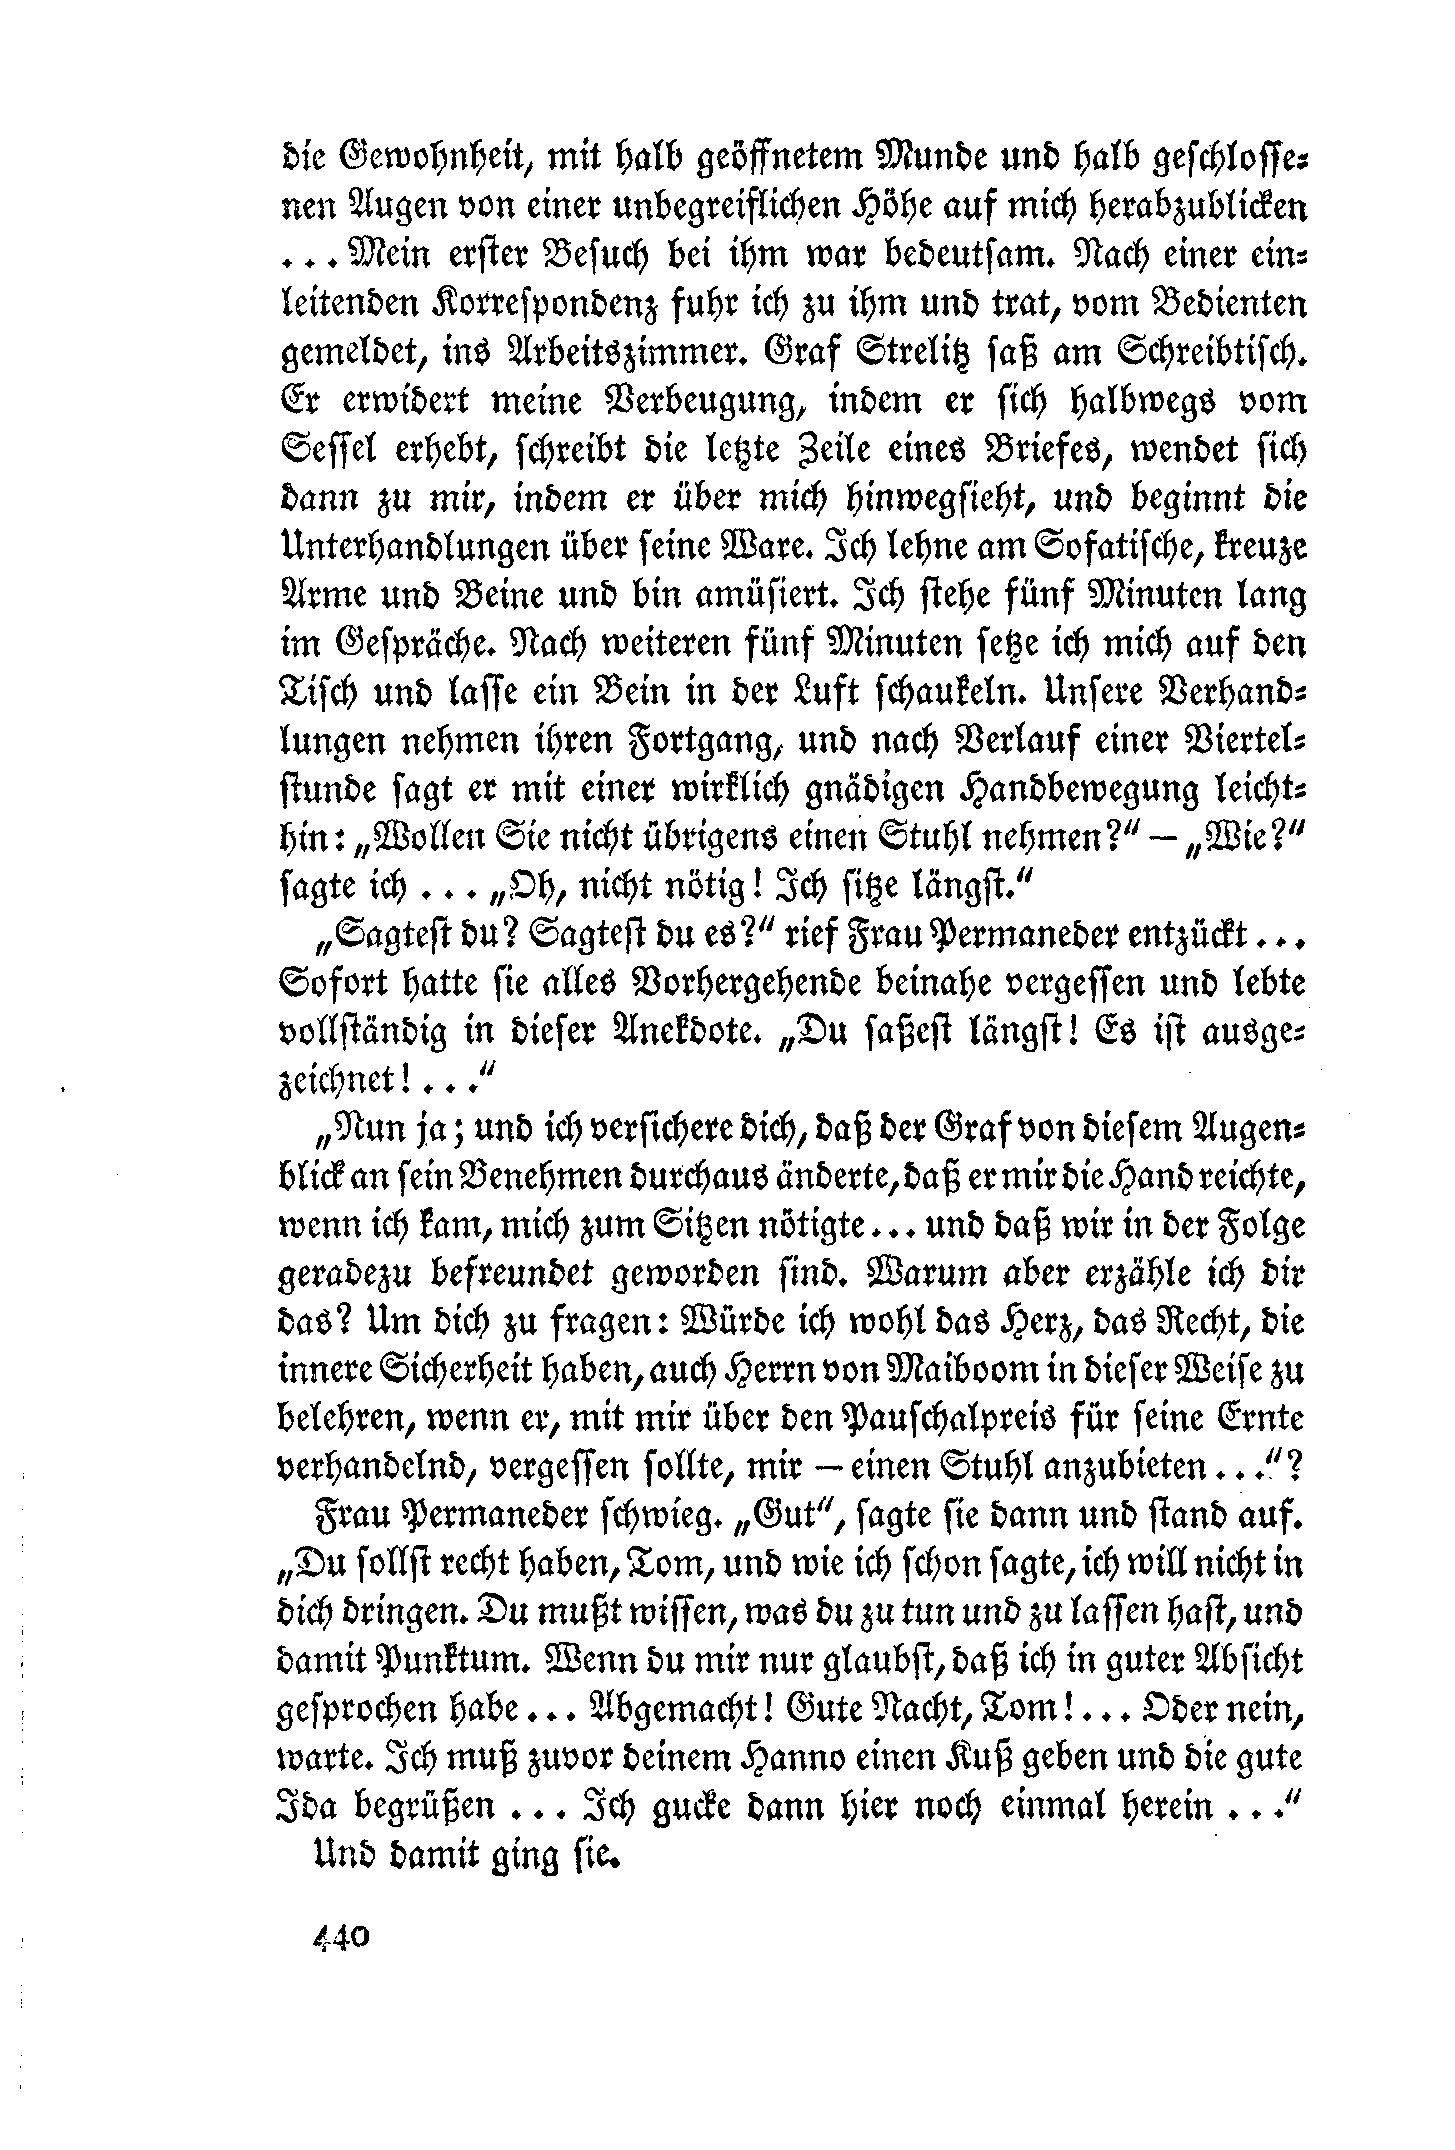 die Gewohnheit, mit halb geöffnetem Munde und halb geschlosse-
nen Augen von einer unbegreiflichen Höhe auf mich herabzublicken
... Mein erster Besuch bei ihm war bedeutsam. Nach einer ein-
leitenden Korrespondenz fuhr ich zu ihm und trat, vom Bedienten
gemeldet, ins Arbeitszimmer. Graf Strelitz saß am Schreibtisch.
Er erwidert meine Verbeugung, indem er sich halbwegs vom
Sessel erhebt, schreibt die letzte Zeile eines Briefes, wendet sich
dann zu mir, indem er über mich hinwegsieht, und beginnt die
Unterhandlungen über seine Ware. Ich lehne am Sofatische, kreuze
Arme und Beine und bin amüsiert. Ich stehe fünf Minuten lang
im Gespräche. Nach weiteren fünf Minuten setze ich mich auf den
Tisch und lasse ein Bein in der Luft schaukeln. Unsere Verhand-
lungen nehmen ihren Fortgang, und nach Verlauf einer Viertel-
stunde sagt er mit einer wirklich gnädigen Handbewegung leicht-
hin: „Wollen Sie nicht übrigens einen Stuhl nehmen?“ — „Wie?“
sagte ich ... „Oh, nicht nötig! Ich sitze längst.“
„Sagtest du? Sagtest du es?“ rief Frau Permaneder entzückt ...
Sofort hatte sie alles Vorhergehende beinahe vergessen und lebte
vollständig in dieser Anekdote. „Du saßest längst! Es ist ausge-
zeichnet! ...“
„Nun ja; und ich versichere dich, daß der Graf von diesem Augen-
blick an sein Benehmen durchaus änderte, daß er mir die Hand reichte,
wenn ich kam, mich zum Sitzen nötigte ... und daß wir in der Folge
geradezu befreundet geworden sind. Warum aber erzähle ich dir
das? Um dich zu fragen: Würde ich wohl das Herz, das Recht, die
innere Sicherheit haben, auch Herrn von Maiboom in dieser Weise zu
belehren, wenn er, mit mir über den Pauschalpreis für seine Ernte
verhandelnd, vergessen sollte, mir — einen Stuhl anzubieten ...“?
Frau Permaneder schwieg. „Gut“, sagte sie dann und stand auf.
„Du sollst recht haben, Tom, und wie ich schon sagte, ich will nicht in
dich dringen. Du mußt wissen, was du zu tun und zu lassen hast, und
damit Punktum. Wenn du mir nur glaubst, daß ich in guter Absicht
gesprochen habe ... Abgemacht! Gute Nacht, Tom! ... Oder nein,
warte. Ich muß zuvor deinem Hanno einen Kuß geben und die gute
Ida begrüßen ... Ich gucke dann hier noch einmal herein ...“
Und damit ging sie.
440